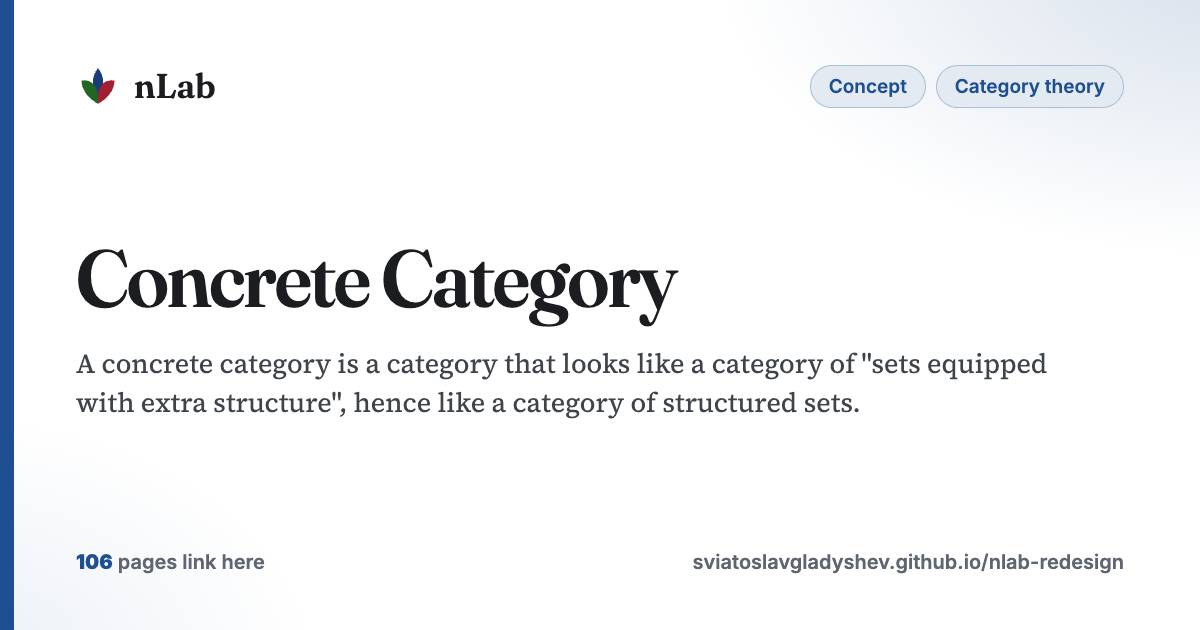 nLab
Concept
Category theory
Concrete Category
A concrete category is a category that looks like a category of "sets equipped
with extra structure", hence like a category of structured sets.
106 pages link here
sviatoslavgladyshev.github.io/nlab-redesign